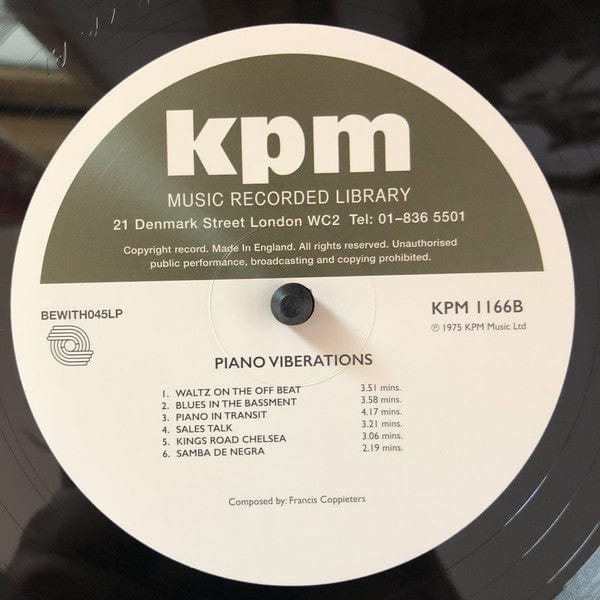 kpm
MUSIC RECORDED LIBRARY
21 Denmark Street London WC2 Tel: 01-836 5501
Copyright record. Made In England. All rights reserved. Unauthorised
public performance, broadcasting and copying prohibited.
BEWITH045LP
KPM 1166B
℗ 1975 KPM Music Ltd
PIANO VIBERATIONS
1. WALTZ ON THE OFF BEAT 3.51 mins.
2. BLUES IN THE BASSMENT 3.58 mins.
3. PIANO IN TRANSIT 4.17 mins.
4. SALES TALK 3.21 mins.
5. KINGS ROAD CHELSEA 3.06 mins.
6. SAMBA DE NEGRA 2.19 mins.
Composed by: Francis Coppieters